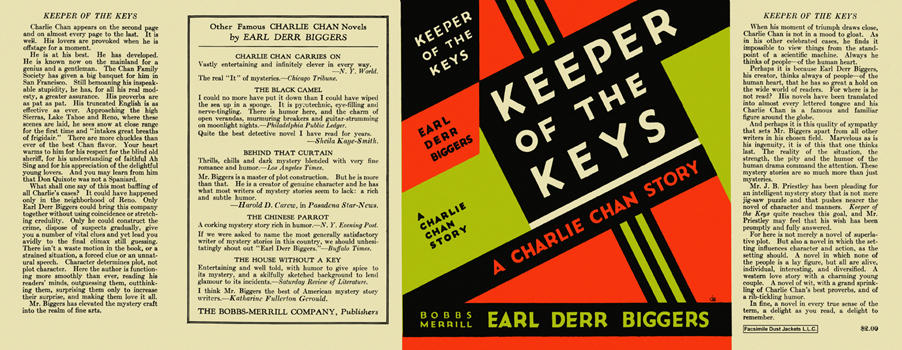 KEEPER OF THE KEYS
Charlie Chan appears on the second page
and on almost every page to the last. It is
well. His lovers are provoked when he is
offstage for a moment.
He is at his best. He has developed.
He is known now on the mainland for a
genius and a gentleman. The Chan Family
Society has given a big banquet for him in
San Francisco. Still bemoaning his inspeak-
able stupidity, he has, for all his real mod-
esty, a greater assurance. His proverbs are
as pat as pat. His truncated English is as
effective as ever. Approaching the high
Sierras, Lake Tahoe and Reno, where these
scenes are laid, he sees snow at close range
for the first time and "intakes great breaths
of frigidity." There are more chuckles than
ever of the best Chan flavor. Your heart
warms to him for his respect for the blind old
sheriff, for his understanding of faithful Ah
Sing and for his appreciation of the delightful
young lovers. And you may learn from him
that Don Quixote was not a Spaniard.
What shall one say of this most baffling of
all Charlie's cases? It could have happened
only in the neighborhood of Reno. Only
Earl Derr Biggers could bring this company
together without using coincidence or stretch-
ing credulity. Only he could construct the
crime, dispose of suspects gradually, give
you a number of vital clues and yet lead you
avidly to the final climax still guessing.
There isn't a waste motion in the book, or a
strained situation, a forced clue or an unnat-
ural speech. Character determines plot, not
plot character. Here the author is function-
ing more smoothly than ever, reading his
readers' minds, outguessing them, outthink-
ing them, surprising them only to increase
their surprise, and making them love it all.
Mr. Biggers has elevated the mystery craft
into the realm of fine arts.
Other Famous CHARLIE CHAN Novels
by EARL DERR BIGGERS
CHARLIE CHAN CARRIES ON
Vastly entertaining and infinitely clever in every way.
—N. Y. World.
The real "It" of mysteries.—Chicago Tribune.
THE BLACK CAMEL
I could no more have put it down than I could have wiped
the sea up in a sponge. It is pyrotechnic, eye-filling and
nerve-tingling. There is humor here, and the charm of
open verandas, murmuring breakers and guitar-strumming
on moonlight nights.—Philadelphia Public Ledger.
Quite the best detective novel I have read for years.
—Sheila Kaye-Smith.
BEHIND THAT CURTAIN
Thrills, chills and dark mystery blended with very fine
romance and humor.—Los Angeles Times.
Mr. Biggers is a master of plot construction. But he is more
than that. He is a creator of genuine character and he has
what most writers of mystery stories seem to lack: a rich
and subtle humor.
—Harold D. Carew, in Pasadena Star-News.
THE CHINESE PARROT
A corking mystery story rich in humor.—N. Y. Evening Post.
If we were asked to name the most generally satisfactory
writer of mystery stories in this country, we should unhesi-
tatingly shout out "Earl Derr Biggers."—Buffalo Times.
THE HOUSE WITHOUT A KEY
Entertaining and well told, with humor to give spice to
its mystery, and a skilfully sketched background to lend
glamour to its incidents.—Saturday Review of Literature.
I think Mr. Biggers the best of American mystery story
writers.—Katharine Fullerton Gerould.
THE BOBBS-MERRILL COMPANY, Publishers
KEEPER
OF THE
KEYS
EARL
DERR
BIGGERS
A
CHARLIE
CHAN
STORY
BOBBS
MERRILL
KEEPER
OF THE
KEYS
A CHARLIE CHAN STORY
EARL DERR BIGGERS
KEEPER OF THE KEYS
When his moment of triumph draws close,
Charlie Chan is not in a mood to gloat. As
in his other celebrated cases, he finds it
impossible to view things from the stand-
point of a scientific machine. Always he
thinks of people—of the human heart.
Perhaps it is because Earl Derr Biggers,
his creator, thinks always of people—of the
human heart, that he has so great a hold on
the wide world of readers. For where is he
not read? His novels have been translated
into almost every lettered tongue and his
Charlie Chan is a famous and familiar
figure around the globe.
And perhaps it is this quality of sympathy
that sets Mr. Biggers apart from all other
writers in his chosen field. Marvelous as is
his ingenuity, it is of this that one thinks
last. The reality of the situation, the
strength, the pity and the humor of the
human drama command the attention. These
mystery stories are so much more than just
mysteries.
Mr. J. B. Priestley has been pleading for
an intelligent mystery story that is not mere
jig-saw puzzle and that pushes nearer the
novel of character and manners. Keeper of
the Keys quite reaches this goal, and Mr.
Priestley may feel that his wish has been
promptly and fully answered.
For here is not merely a novel of superla-
tive plot. But also a novel in which the set-
ting influences character and action, as the
setting should. A novel in which none of
the people is a lay figure, but all are alive,
individual, interesting, and diversified. A
western love story with a charming young
couple. A novel of wit, with a grand sprink-
ling of Charlie Chan's best proverbs, and of
a rib-tickling humor.
In fine, a novel in every true sense of the
term, a delight as you read, a delight to
remember.
Facsimile Dust Jackets L.L.C.
$2.00